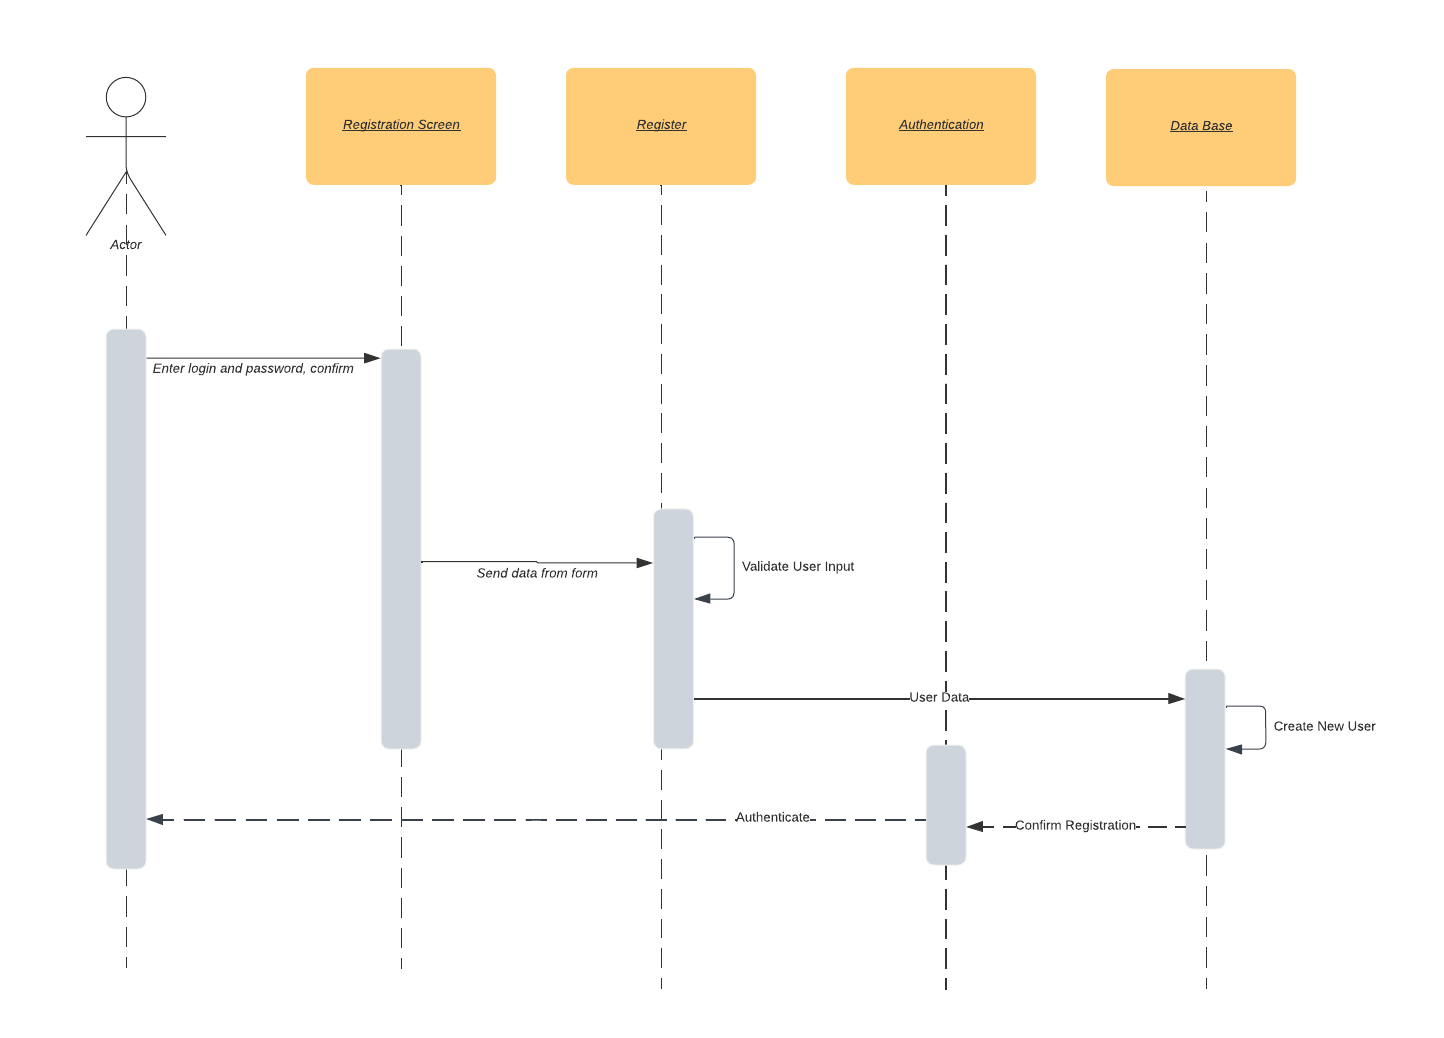 Registration Screen
Register
Authentication
Data Base
Actor
Enter login and password, confirm
Send data from form
Validate User Input
User Data
Create New User
Authenticate
Confirm Registration